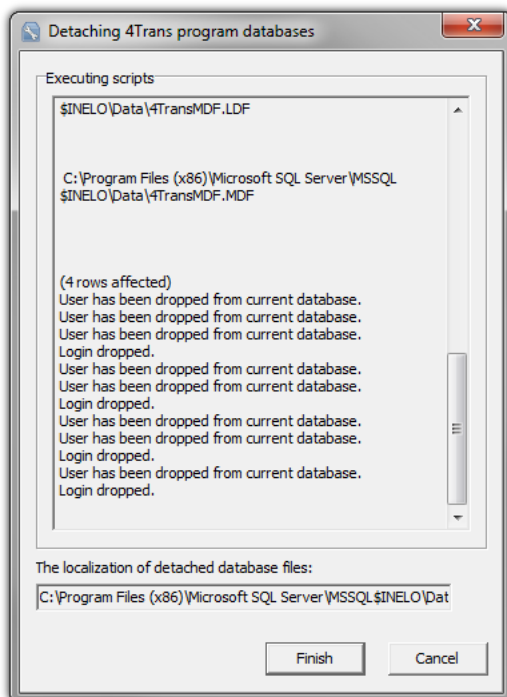 Detaching 4Trans program databases
Executing scripts
$INELO\Data\4TransMDF.LDF
C:\Program Files (x86)\Microsoft SQL Server\MSSQL
$INELO\Data\4TransMDF.MDF
(4 rows affected)
User has been dropped from current database.
User has been dropped from current database.
User has been dropped from current database.
Login dropped.
User has been dropped from current database.
User has been dropped from current database.
Login dropped.
User has been dropped from current database.
User has been dropped from current database.
Login dropped.
User has been dropped from current database.
Login dropped.
The localization of detached database files:
C:\Program Files (x86)\Microsoft SQL Server\MSSQL$INELO\Dat
Finish
Cancel